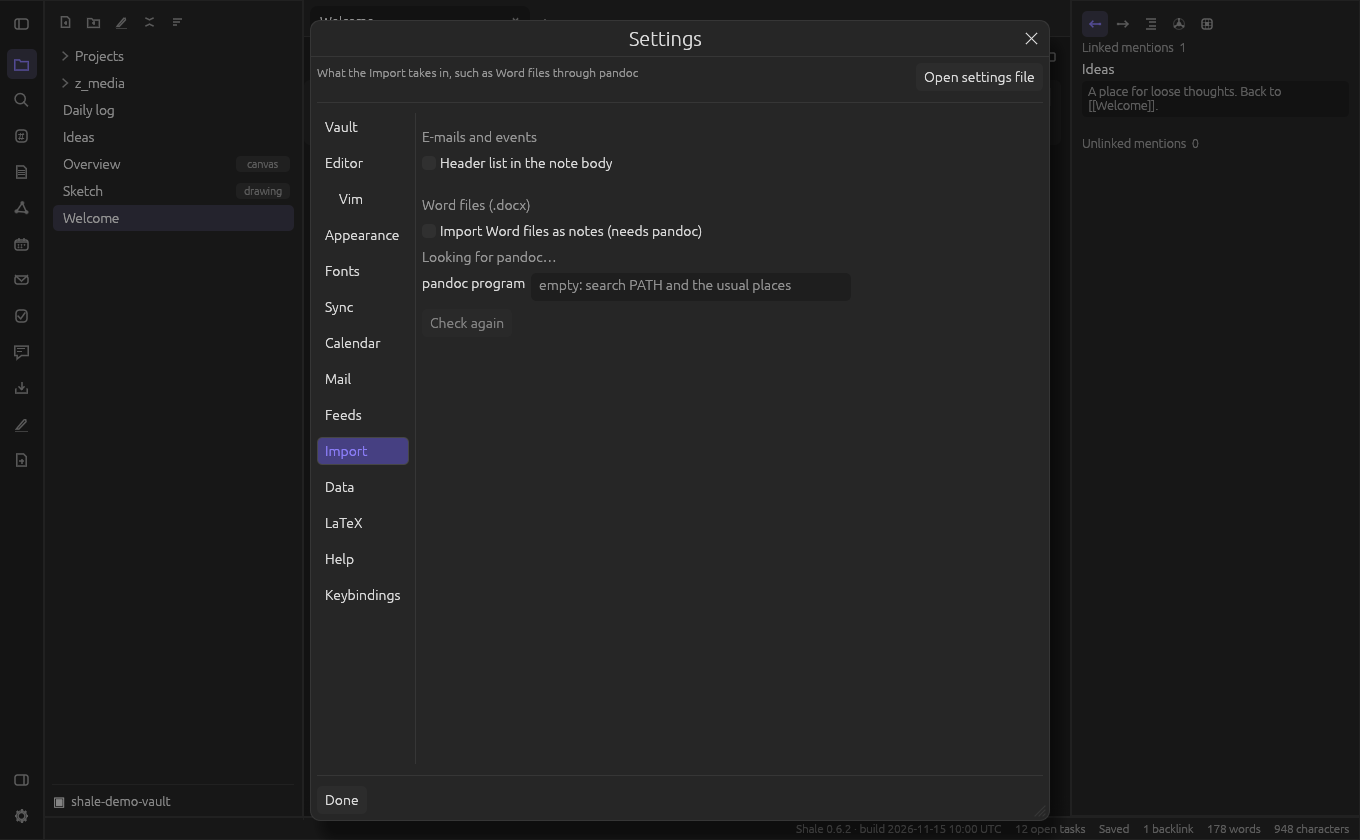 Settings
What the Import takes in, such as Word files through pandoc
Open settings file
Projects
z_media
Daily log
Ideas
Overview
canvas
Sketch
drawing
Welcome
shale-demo-vault
Vault
Editor
Vim
Appearance
Fonts
Sync
Calendar
Mail
Feeds
Import
Data
LaTeX
Help
Keybindings
E-mails and events
Header list in the note body
Word files (.docx)
Import Word files as notes (needs pandoc)
Looking for pandoc…
pandoc program
empty: search PATH and the usual places
Check again
Done
Linked mentions 1
Ideas
A place for loose thoughts. Back to
[[Welcome]].
Unlinked mentions 0
Shale 0.6.2 · build 2026-11-15 10:00 UTC
12 open tasks
Saved
1 backlink
178 words
948 characters